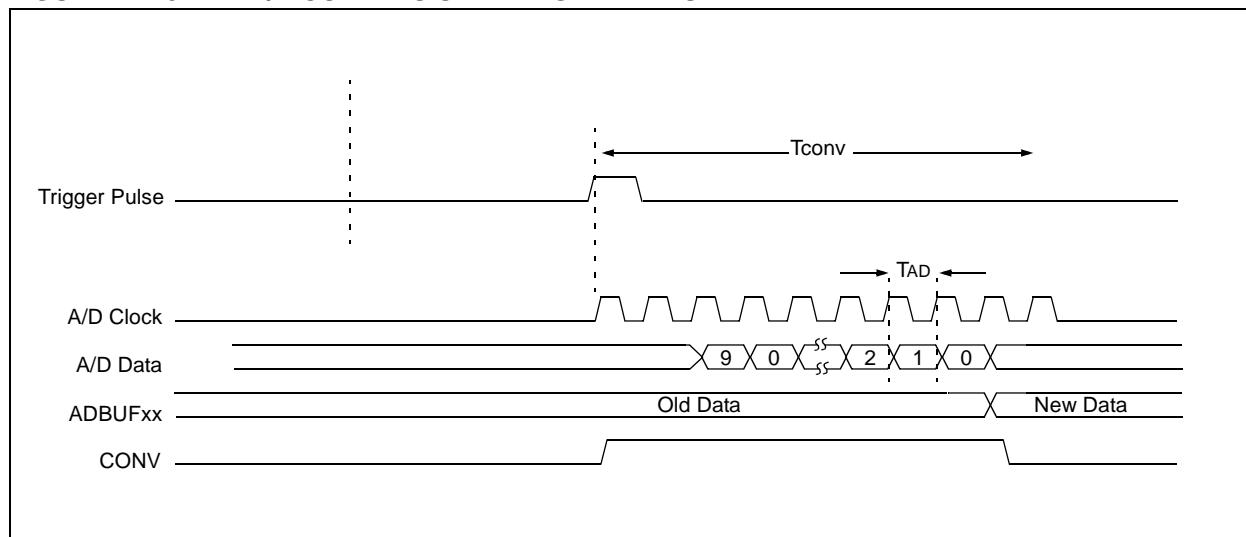 Tconv
Trigger Pulse
TAD
A/D Clock
A/D Data
9 0 2 1 0
ADBUFxx
Old Data
New Data
CONV